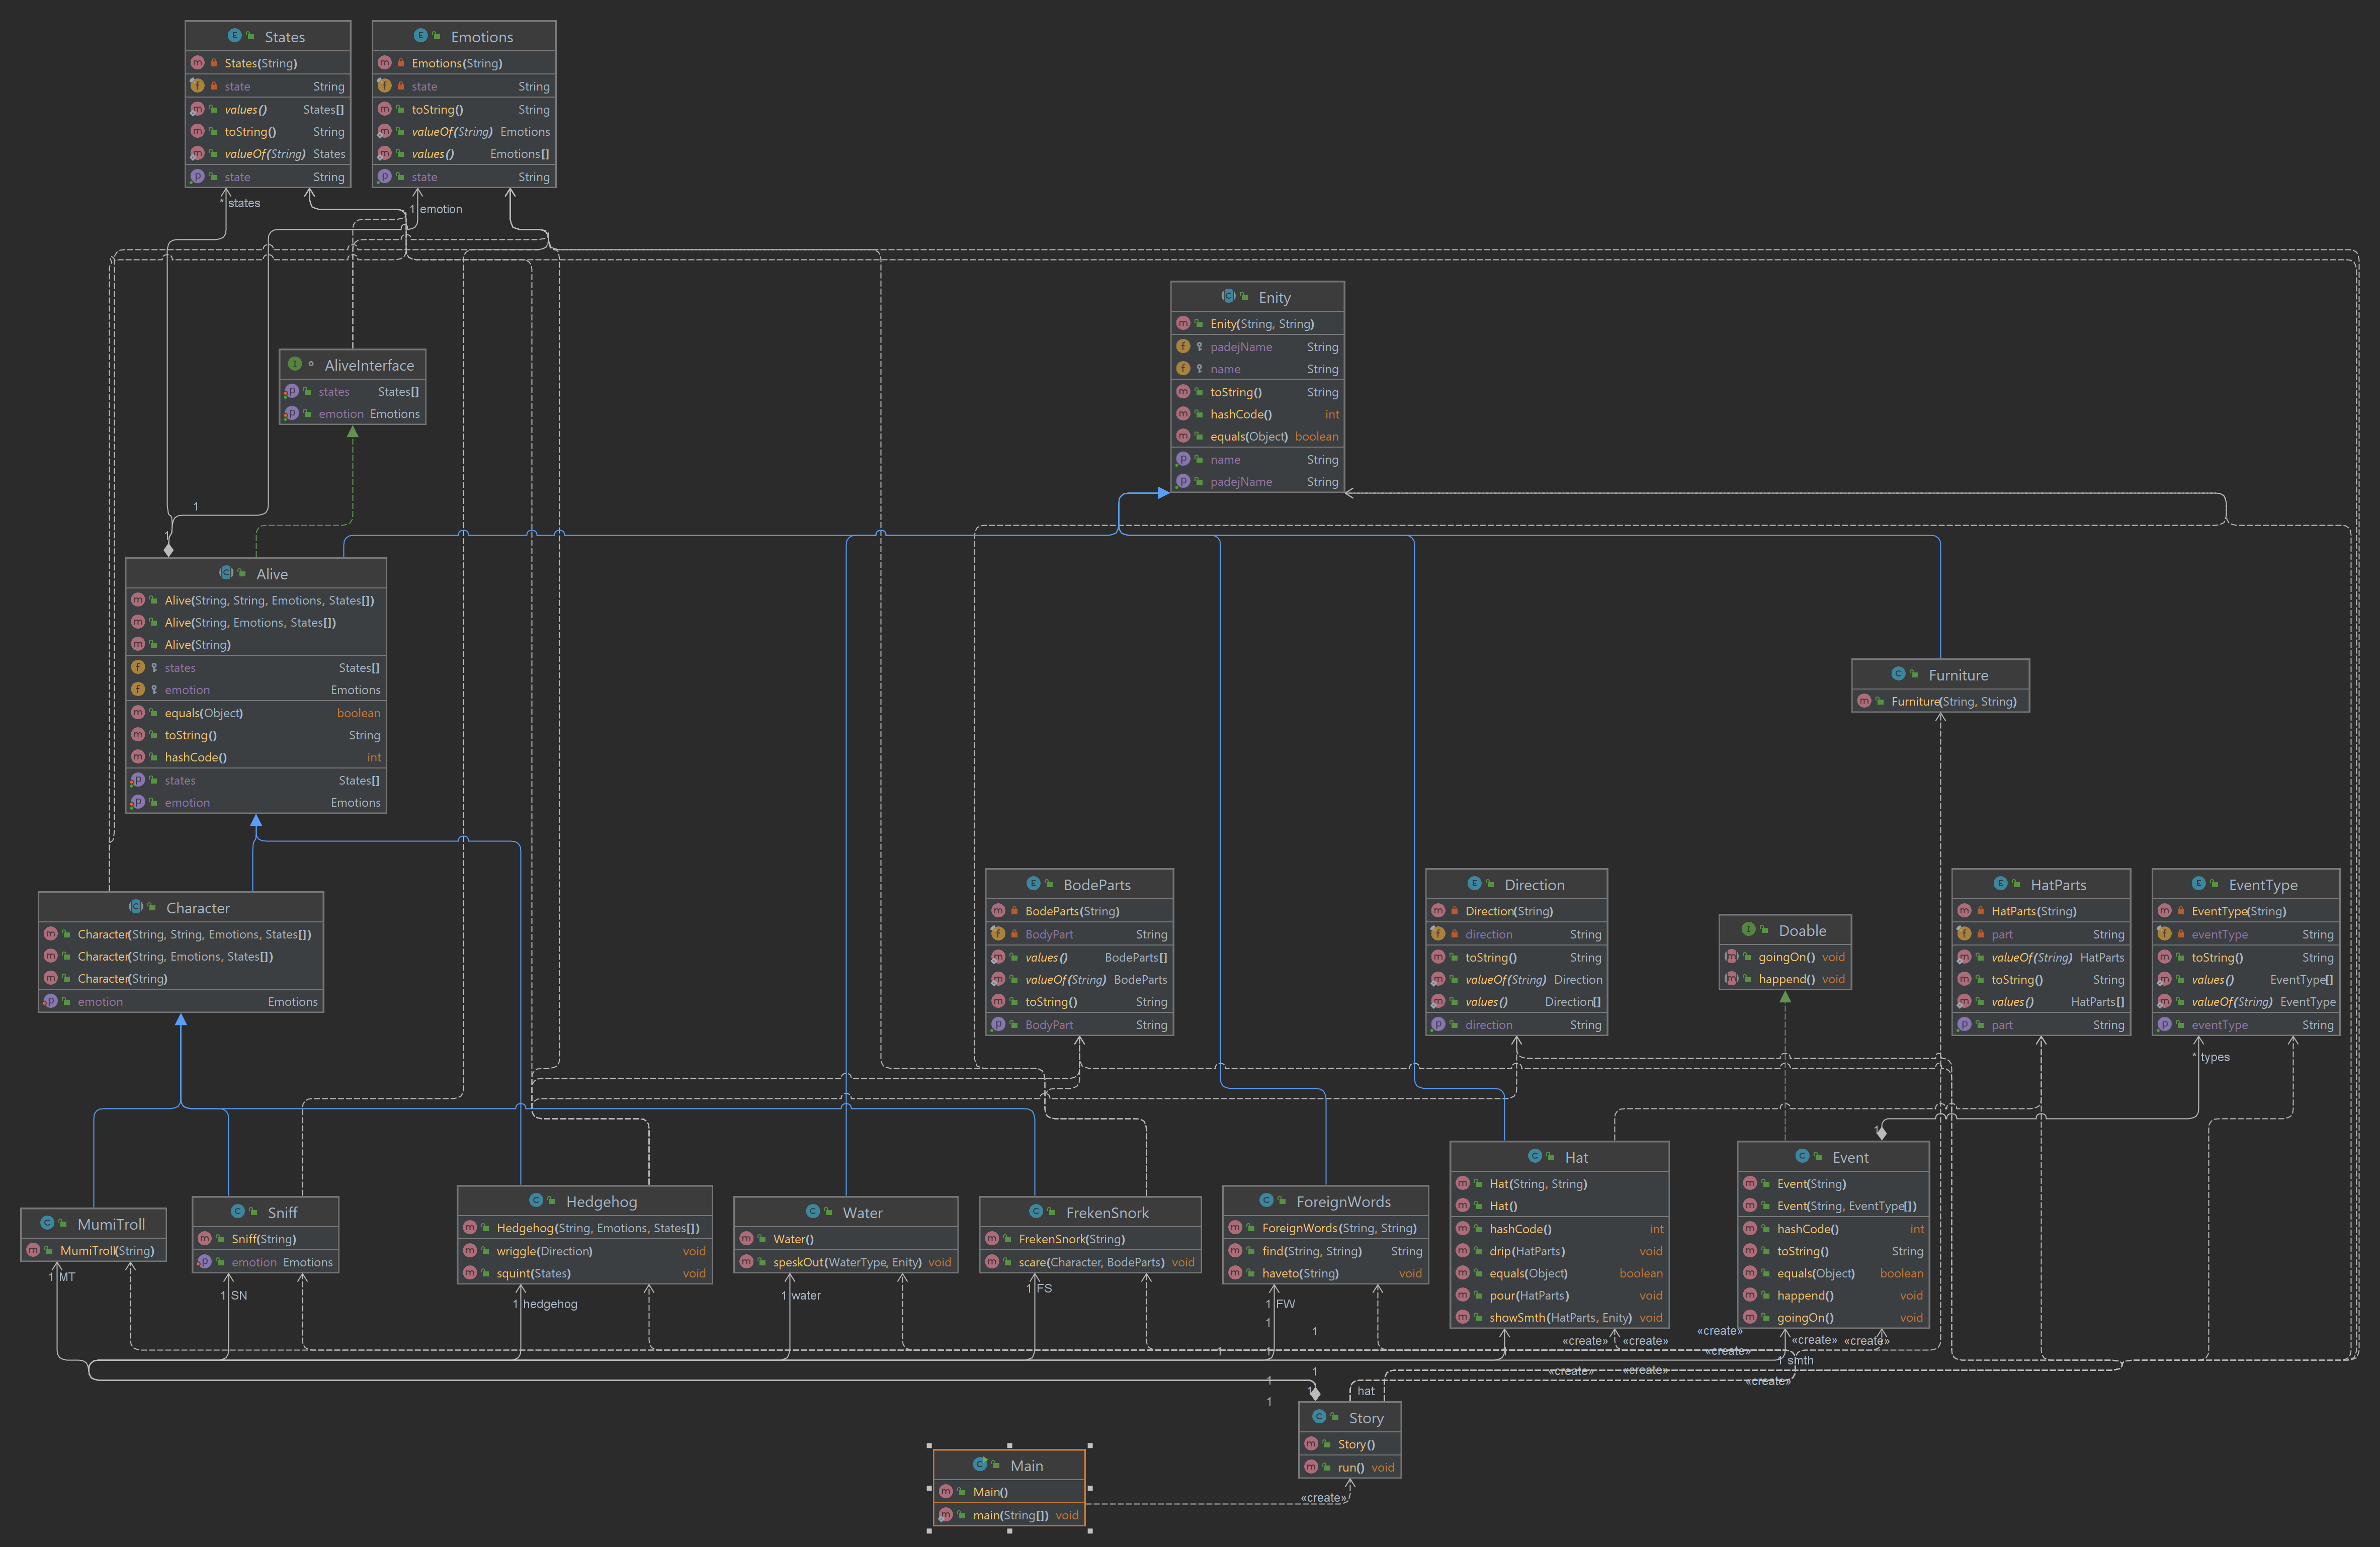 States
States(String)
state String
values() States[]
toString() String
valueOf(String) States
state String
Emotions
Emotions(String)
state String
toString() String
valueOf(String) Emotions
values() Emotions[]
state String
* states
1 emotion
Enity
Enity(String, String)
padejName String
name String
toString() String
hashCode() int
equals(Object) boolean
name String
padejName String
AliveInterface
states States[]
emotion Emotions
1
1
Alive
Alive(String, String, Emotions, States[])
Alive(String, Emotions, States[])
Alive(String)
states States[]
emotion Emotions
equals(Object) boolean
toString() String
hashCode() int
states States[]
emotion Emotions
Furniture
Furniture(String, String)
Character
Character(String, String, Emotions, States[])
Character(String, Emotions, States[])
Character(String)
emotion Emotions
BodeParts
BodeParts(String)
BodyPart String
values() BodeParts[]
valueOf(String) BodeParts
toString() String
BodyPart String
Direction
Direction(String)
direction String
toString() String
valueOf(String) Direction
values() Direction[]
direction String
Doable
goingOn() void
happend() void
HatParts
HatParts(String)
part String
valueOf(String) HatParts
toString() String
values() HatParts[]
part String
EventType
EventType(String)
eventType String
toString() String
values() EventType[]
valueOf(String) EventType
eventType String
* types
1
MumiTroll
MumiTroll(String)
Sniff
Sniff(String)
emotion Emotions
Hedgehog
Hedgehog(String, Emotions, States[])
wriggle(Direction) void
squint(States) void
Water
Water()
speskOut(WaterType, Enity) void
FrekenSnork
FrekenSnork(String)
scare(Character, BodeParts) void
ForeignWords
ForeignWords(String, String)
find(String, String) String
haveto(String) void
Hat
Hat(String, String)
Hat()
hashCode() int
drip(HatParts) void
equals(Object) boolean
pour(HatParts) void
showSmth(HatParts, Enity) void
Event
Event(String)
Event(String, EventType[])
hashCode() int
toString() String
equals(Object) boolean
happend() void
goingOn() void
1 MT
1 SN
1 hedgehog
1 water
1 FS
1 FW
1
1
«create»
«create»
«create»
«create»
«create»
1
1
«create»
1 smth
1
«create»
«create»
1
«create»
1
hat
1
Story
Story()
run() void
Main
Main()
main(String[]) void
«create»